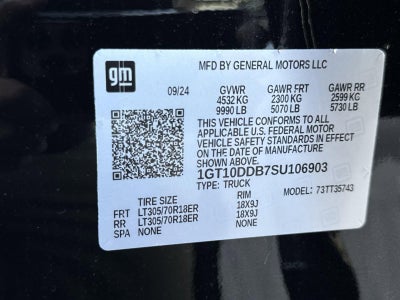 gm
MFD BY GENERAL MOTORS LLC
09/24 GVWR GAWR FRT GAWR RR
4532 KG 2300 KG 2599 KG
9990 LB 5070 LB 5730 LB
THIS VEHICLE CONFORMS TO ALL
APPLICABLE U.S. FEDERAL MOTOR
VEHICLE SAFETY STANDARDS IN EFFECT
ON THE DATE OF MANUFACTURE
SHOWN ABOVE.
1GT10DDB7SU106903
TYPE: TRUCK MODEL: 73TT35743
TIRE SIZE RIM
FRT LT305/70R18ER 18X9J
RR LT305/70R18ER 18X9J
SPA NONE NONE